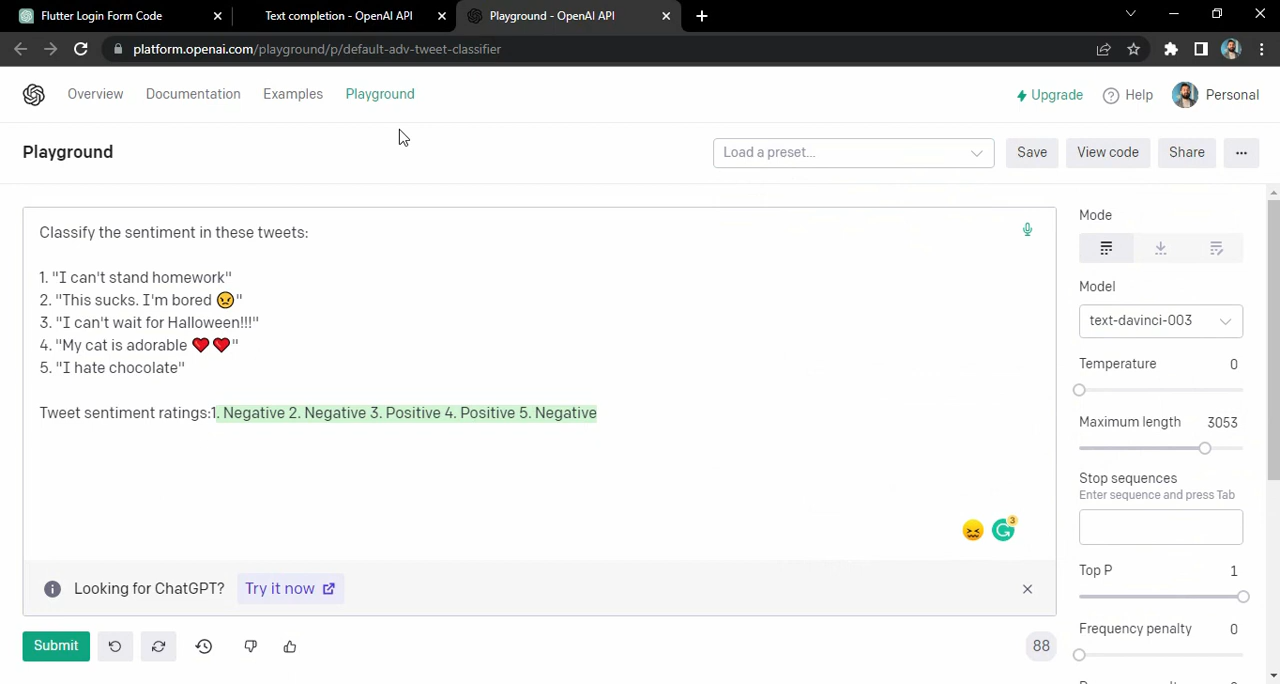 Flutter Login Form Code
Text completion - OpenAI API
Playground - OpenAI API
platform.openai.com/playground/p/default-adv-tweet-classifier
Overview Documentation Examples Playground Upgrade Help Personal
Playground Load a preset... Save View code Share ...
Classify the sentiment in these tweets:
1. "I can't stand homework"
2. "This sucks. I'm bored 😠"
3. "I can't wait for Halloween!!!"
4. "My cat is adorable ❤️❤️"
5. "I hate chocolate"
Tweet sentiment ratings:1. Negative 2. Negative 3. Positive 4. Positive 5. Negative
3
Looking for ChatGPT? Try it now
Submit
88
Mode
Model
text-davinci-003
Temperature 0
Maximum length 3053
Stop sequences
Enter sequence and press Tab
Top P 1
Frequency penalty 0